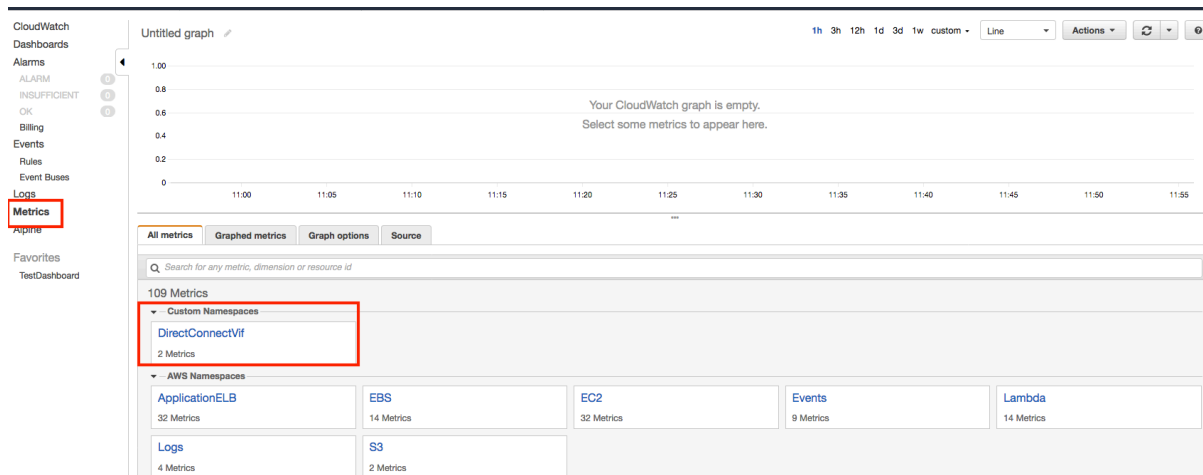 CloudWatch
Dashboards
Alarms
ALARM 0
INSUFFICIENT 0
OK 0
Billing
Events
Rules
Event Buses
Logs
Metrics
Alpine
Favorites
TestDashboard
Untitled graph
1h 3h 12h 1d 3d 1w custom
Line
Actions
1.00
0.8
0.6
0.4
0.2
0
Your CloudWatch graph is empty.
Select some metrics to appear here.
11:00 11:05 11:10 11:15 11:20 11:25 11:30 11:35 11:40 11:45 11:50 11:55
All metrics Graphed metrics Graph options Source
Search for any metric, dimension or resource id
109 Metrics
Custom Namespaces
DirectConnectVif
2 Metrics
AWS Namespaces
ApplicationELB EBS EC2 Events Lambda
32 Metrics 14 Metrics 32 Metrics 9 Metrics 14 Metrics
Logs S3
4 Metrics 2 Metrics